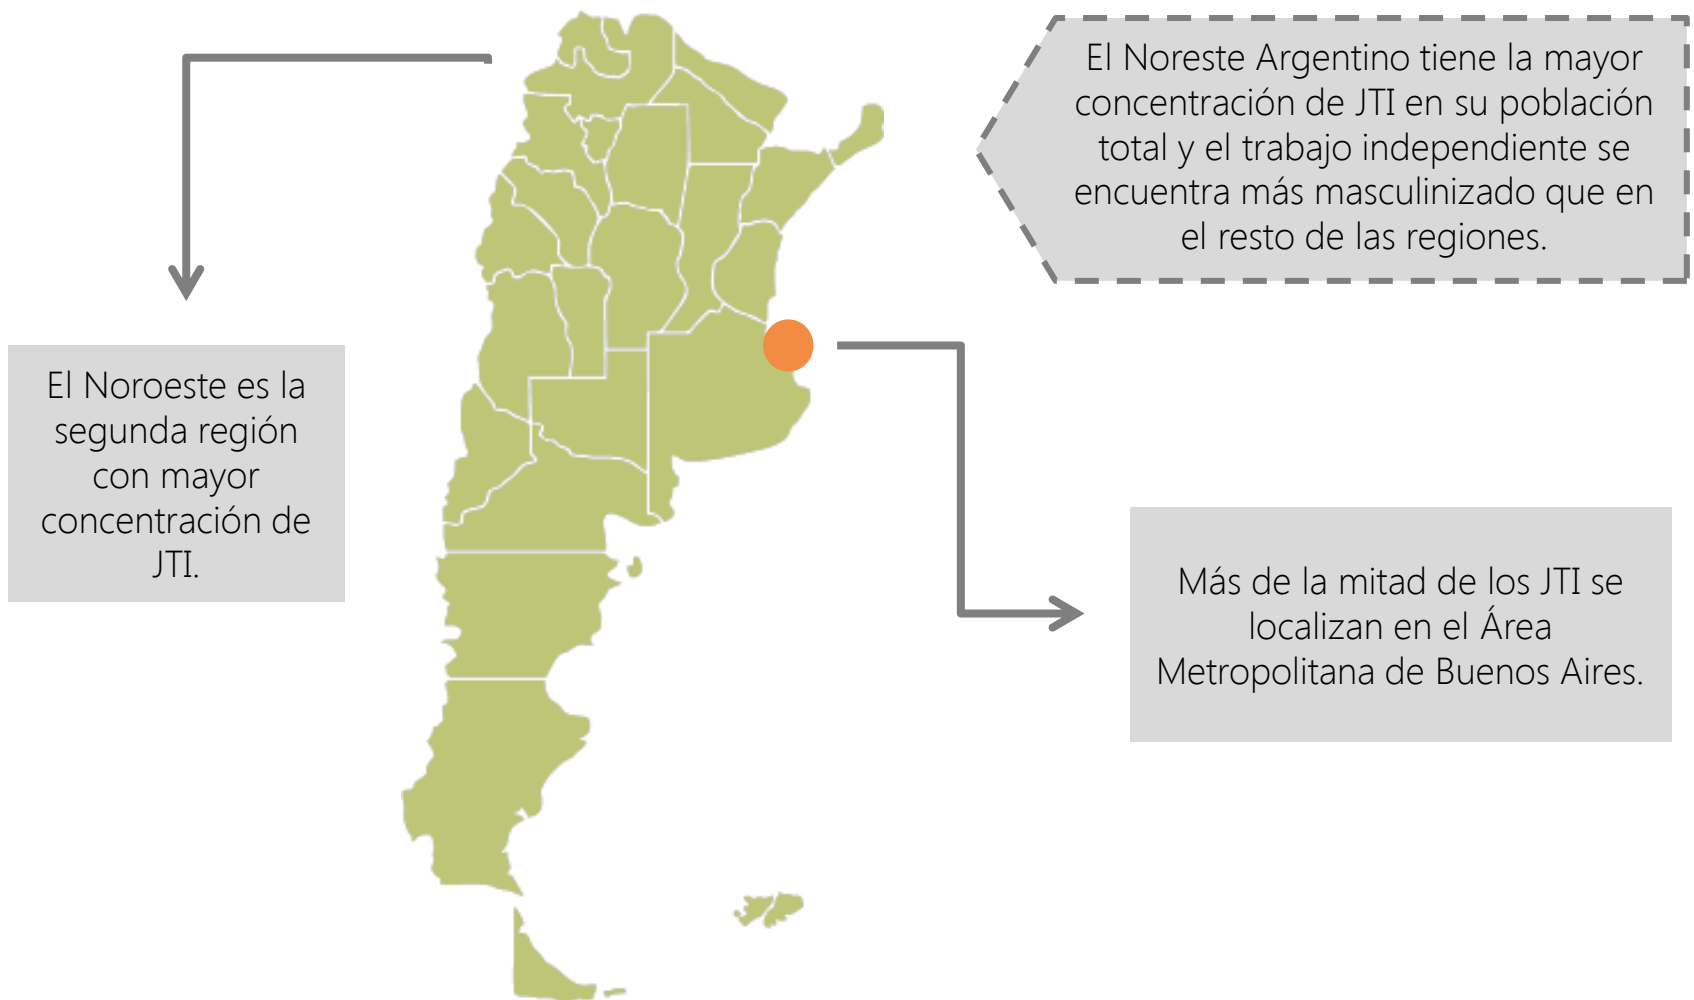 El Noreste Argentino tiene la mayor
concentración de JTI en su población
total y el trabajo independiente se
encuentra más masculinizado que en
el resto de las regiones.
El Noroeste es la
segunda región
con mayor
concentración de
JTI.
Más de la mitad de los JTI se
localizan en el Área
Metropolitana de Buenos Aires.